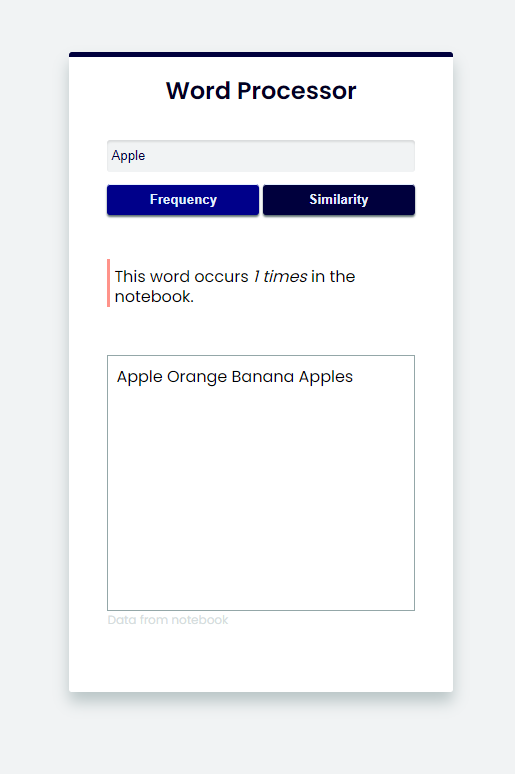 Word Processor
Apple
Frequency Similarity
This word occurs 1 times in the
notebook.
Apple Orange Banana Apples
Data from notebook